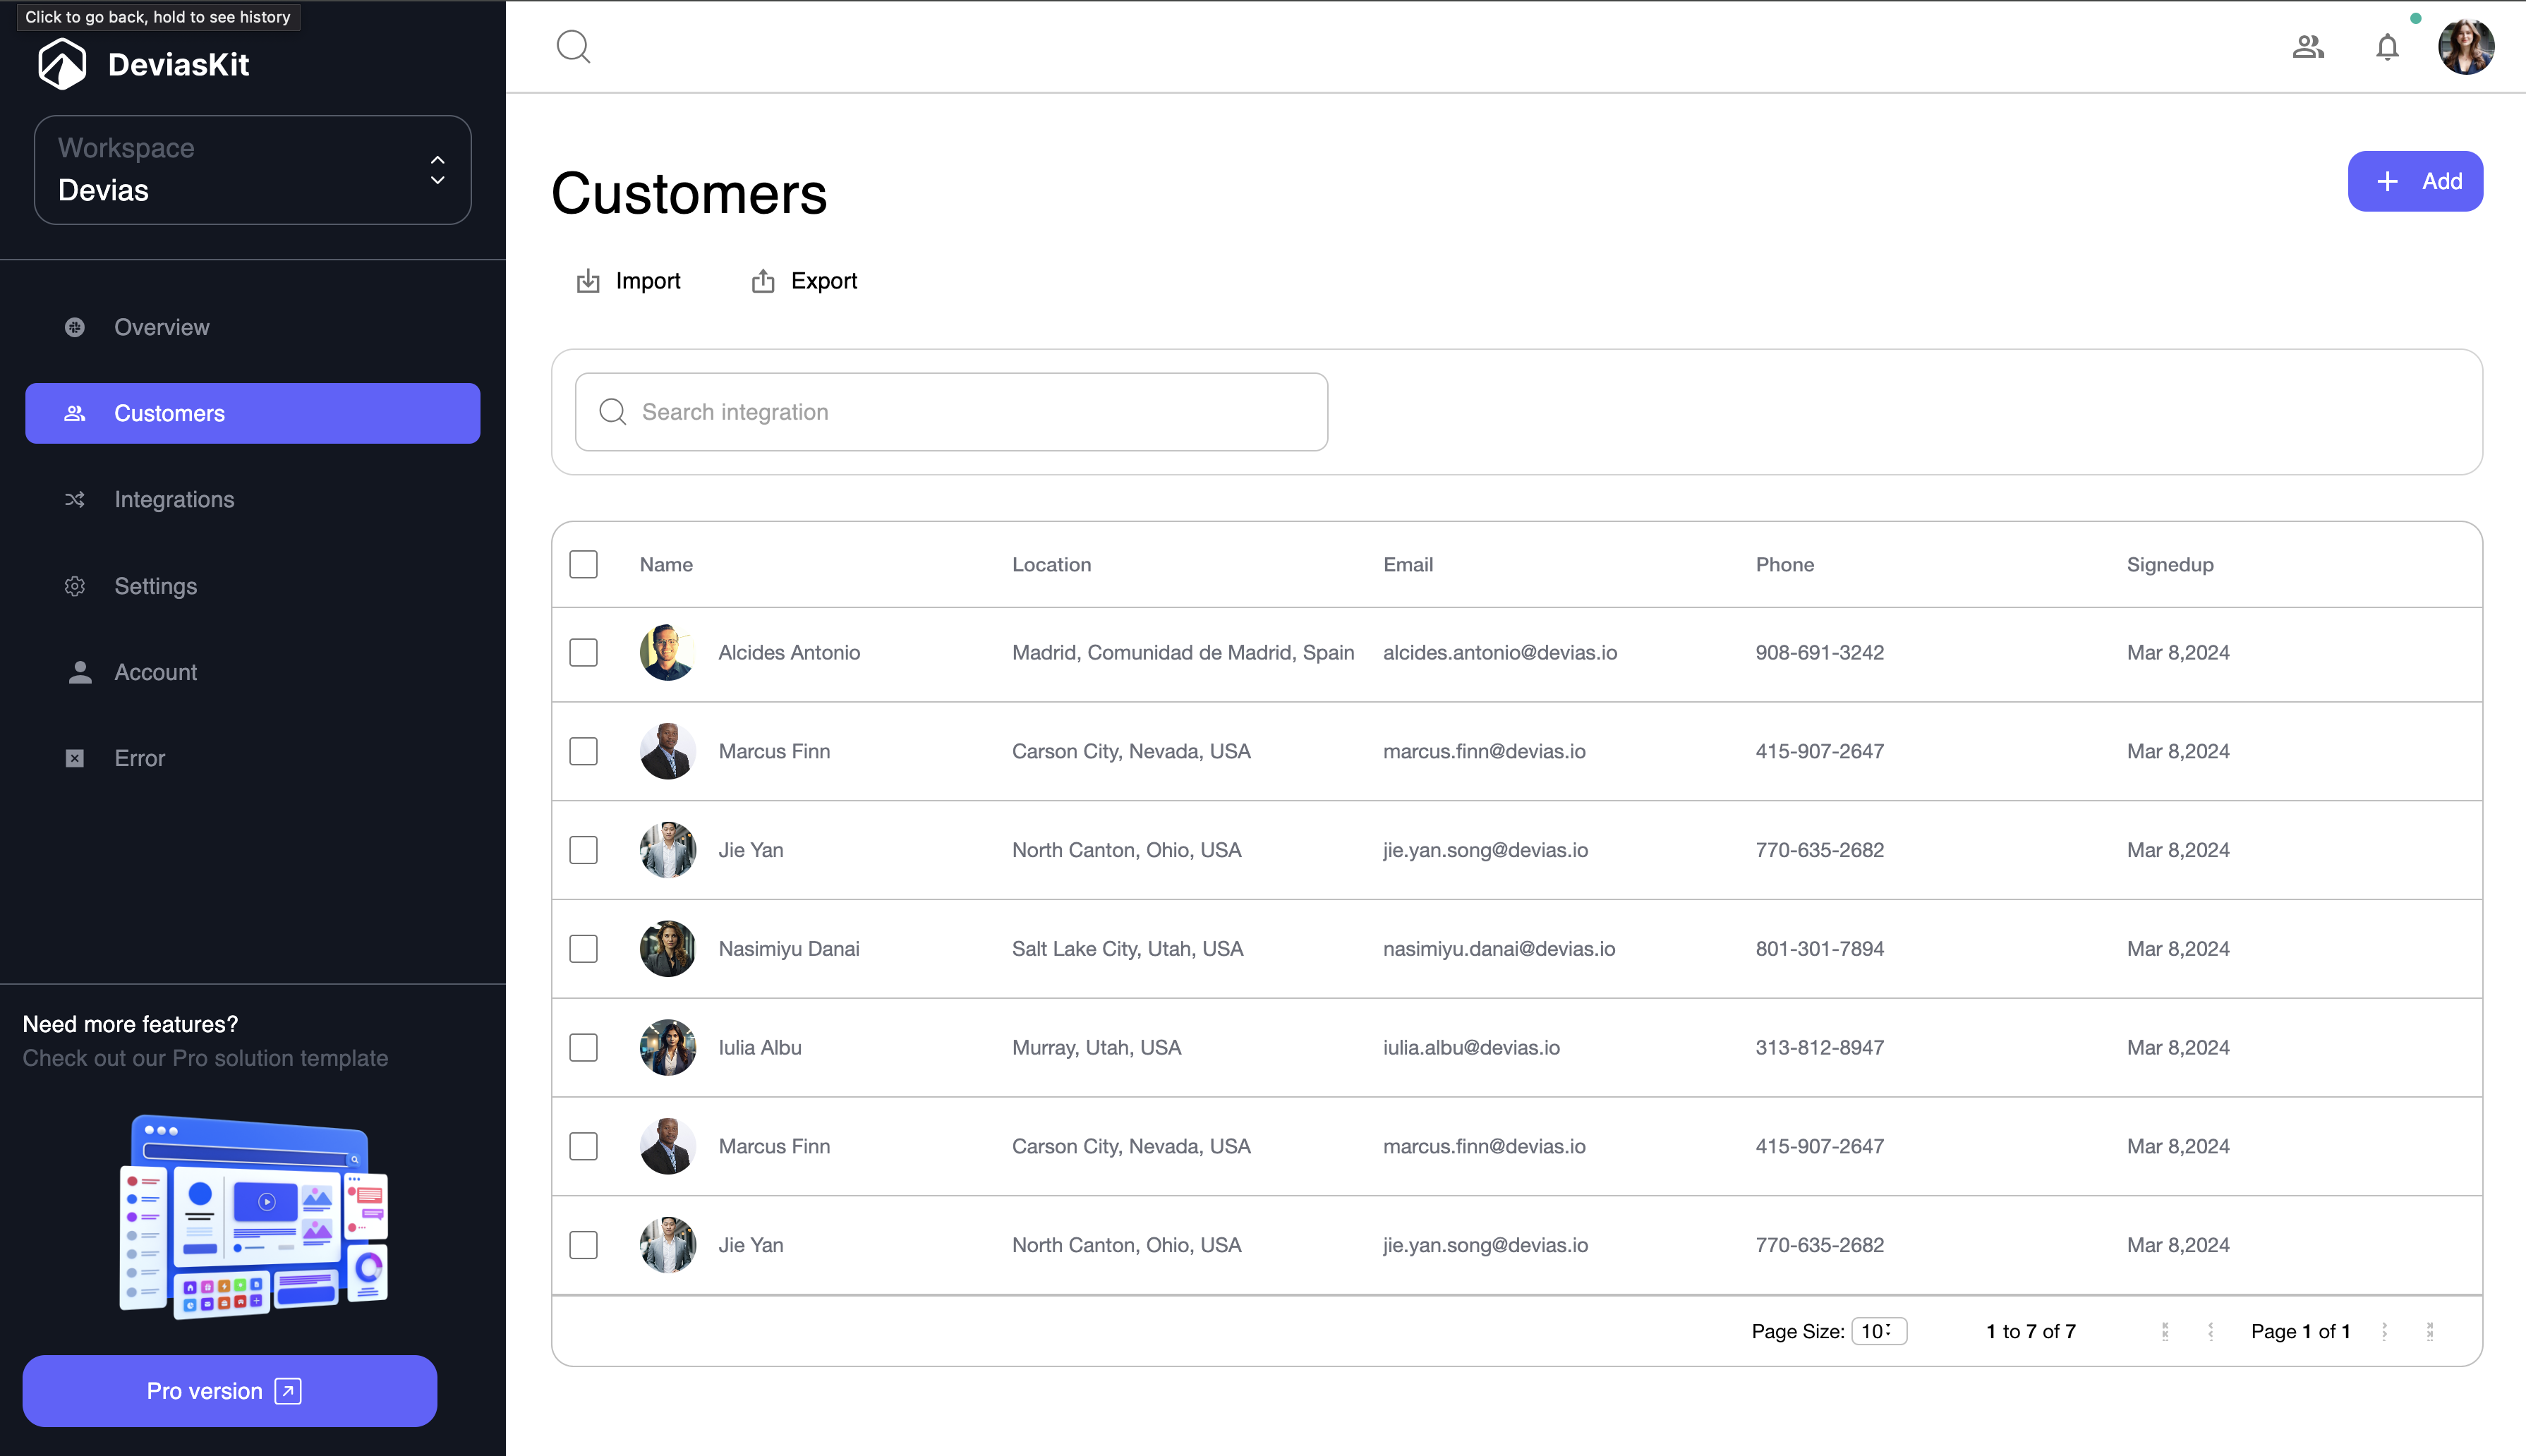 Click to go back, hold to see history
DeviasKit
Workspace
Devias
Overview
Customers
Integrations
Settings
Account
Error
Need more features?
Check out our Pro solution template
Pro version
Customers
Add
Import Export
Search integration
Name Location Email Phone Signedup
Alcides Antonio Madrid, Comunidad de Madrid, Spain alcides.antonio@devias.io 908-691-3242 Mar 8,2024
Marcus Finn Carson City, Nevada, USA marcus.finn@devias.io 415-907-2647 Mar 8,2024
Jie Yan North Canton, Ohio, USA jie.yan.song@devias.io 770-635-2682 Mar 8,2024
Nasimiyu Danai Salt Lake City, Utah, USA nasimiyu.danai@devias.io 801-301-7894 Mar 8,2024
Iulia Albu Murray, Utah, USA iulia.albu@devias.io 313-812-8947 Mar 8,2024
Marcus Finn Carson City, Nevada, USA marcus.finn@devias.io 415-907-2647 Mar 8,2024
Jie Yan North Canton, Ohio, USA jie.yan.song@devias.io 770-635-2682 Mar 8,2024
Page Size: 10 1 to 7 of 7 Page 1 of 1